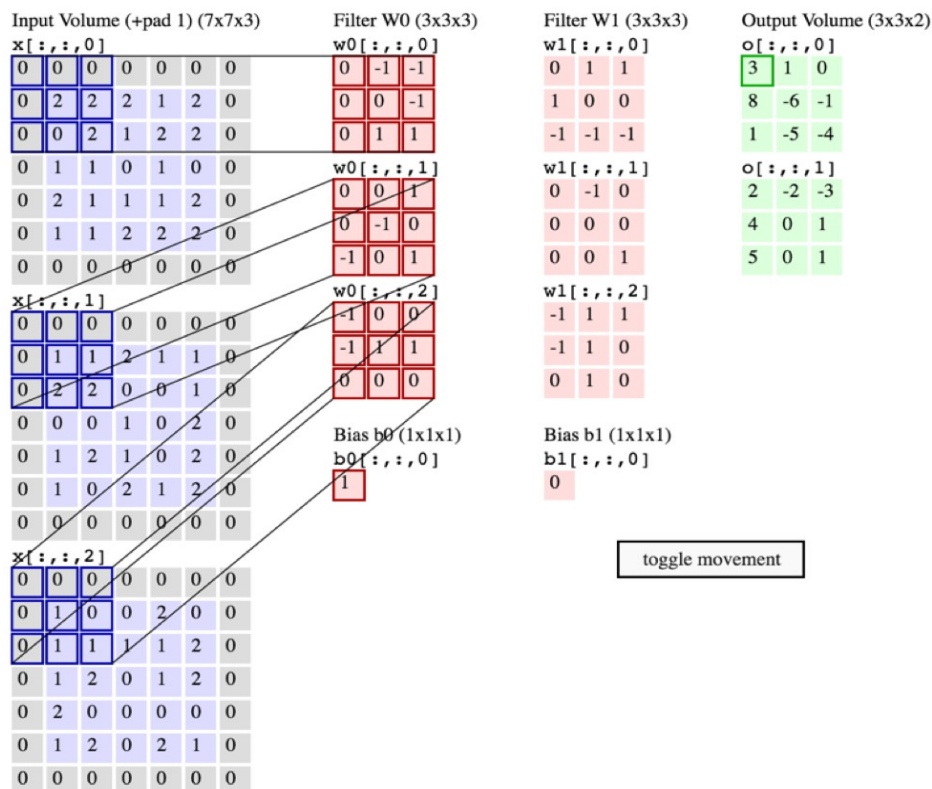 Input Volume (+pad 1) (7x7x3)
x[:,:,0]
0 0 0 0 0 0 0
0 2 2 2 1 2 0
0 0 2 1 2 2 0
0 1 1 0 1 0 0
0 2 1 1 1 2 0
0 1 1 2 2 2 0
0 0 0 0 0 0 0
x[:,:,1]
0 0 0 0 0 0 0
0 1 1 2 1 1 0
0 2 2 0 0 1 0
0 0 0 1 0 2 0
0 1 2 1 0 2 0
0 1 0 2 1 2 0
0 0 0 0 0 0 0
x[:,:,2]
0 0 0 0 0 0 0
0 1 0 0 2 0 0
0 1 1 1 1 2 0
0 1 2 0 1 2 0
0 2 0 0 0 0 0
0 1 2 0 2 1 0
0 0 0 0 0 0 0
Filter W0 (3x3x3)
w0[:,:,0]
0 -1 -1
0 0 -1
0 1 1
w0[:,:,1]
0 0 1
0 -1 0
-1 0 1
w0[:,:,2]
-1 0 0
-1 1 1
0 0 0
Bias b0 (1x1x1)
b0[:,:,0]
1
Filter W1 (3x3x3)
w1[:,:,0]
0 1 1
1 0 0
-1 -1 -1
w1[:,:,1]
0 -1 0
0 0 0
0 0 1
w1[:,:,2]
-1 1 1
-1 1 0
0 1 0
Bias b1 (1x1x1)
b1[:,:,0]
0
Output Volume (3x3x2)
o[:,:,0]
3 1 0
8 -6 -1
1 -5 -4
o[:,:,1]
2 -2 -3
4 0 1
5 0 1
toggle movement